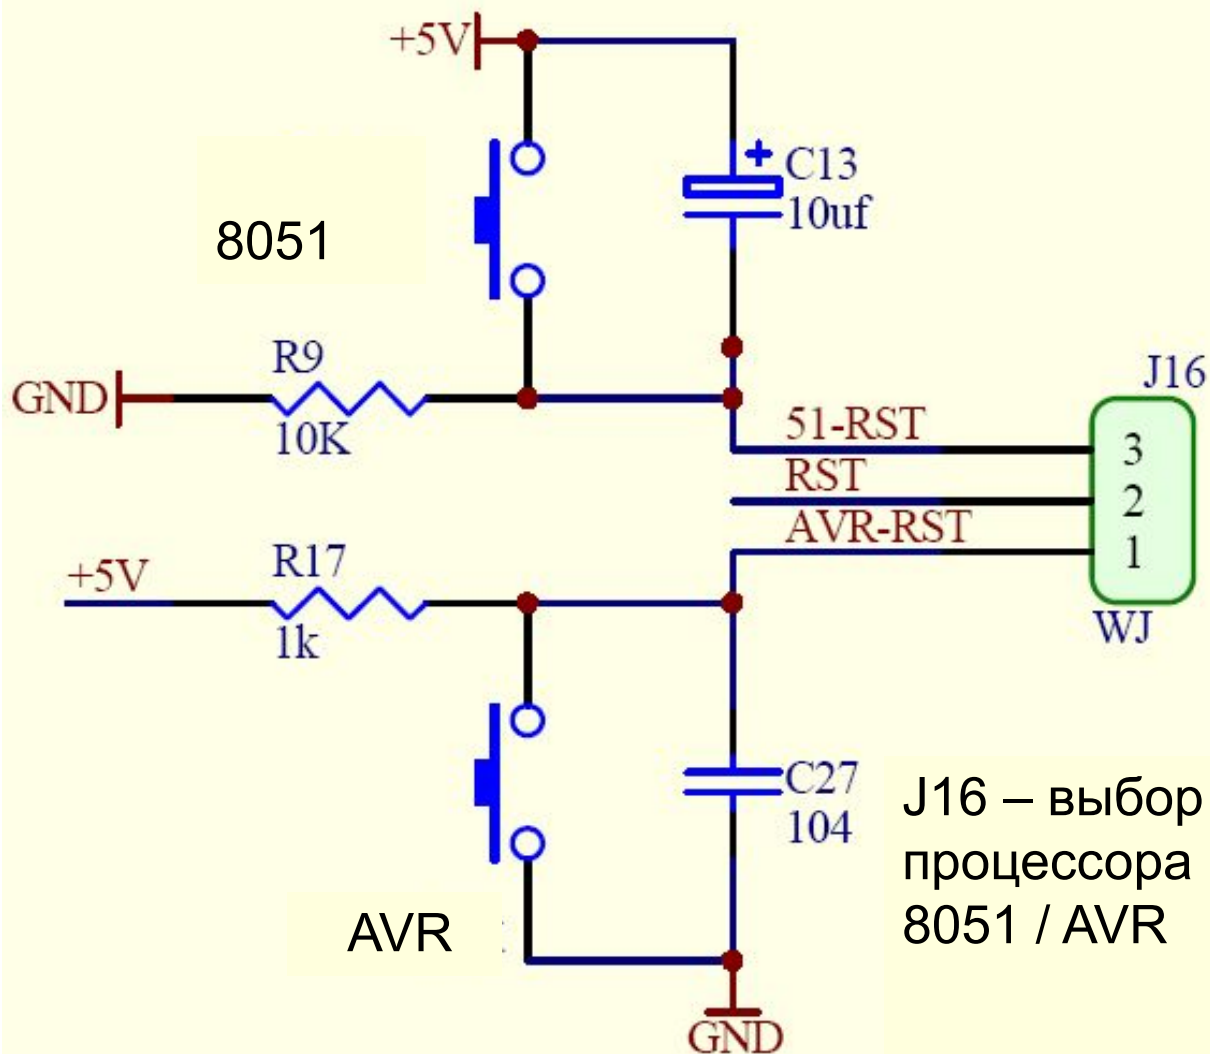 +5V
+
C13
10uf
8051
R9
GND
10K
J16
51-RST
3
RST
2
AVR-RST
1
+5V
R17
1k
WJ
C27
104
J16 – выбор
процессора
8051 / AVR
AVR
GND